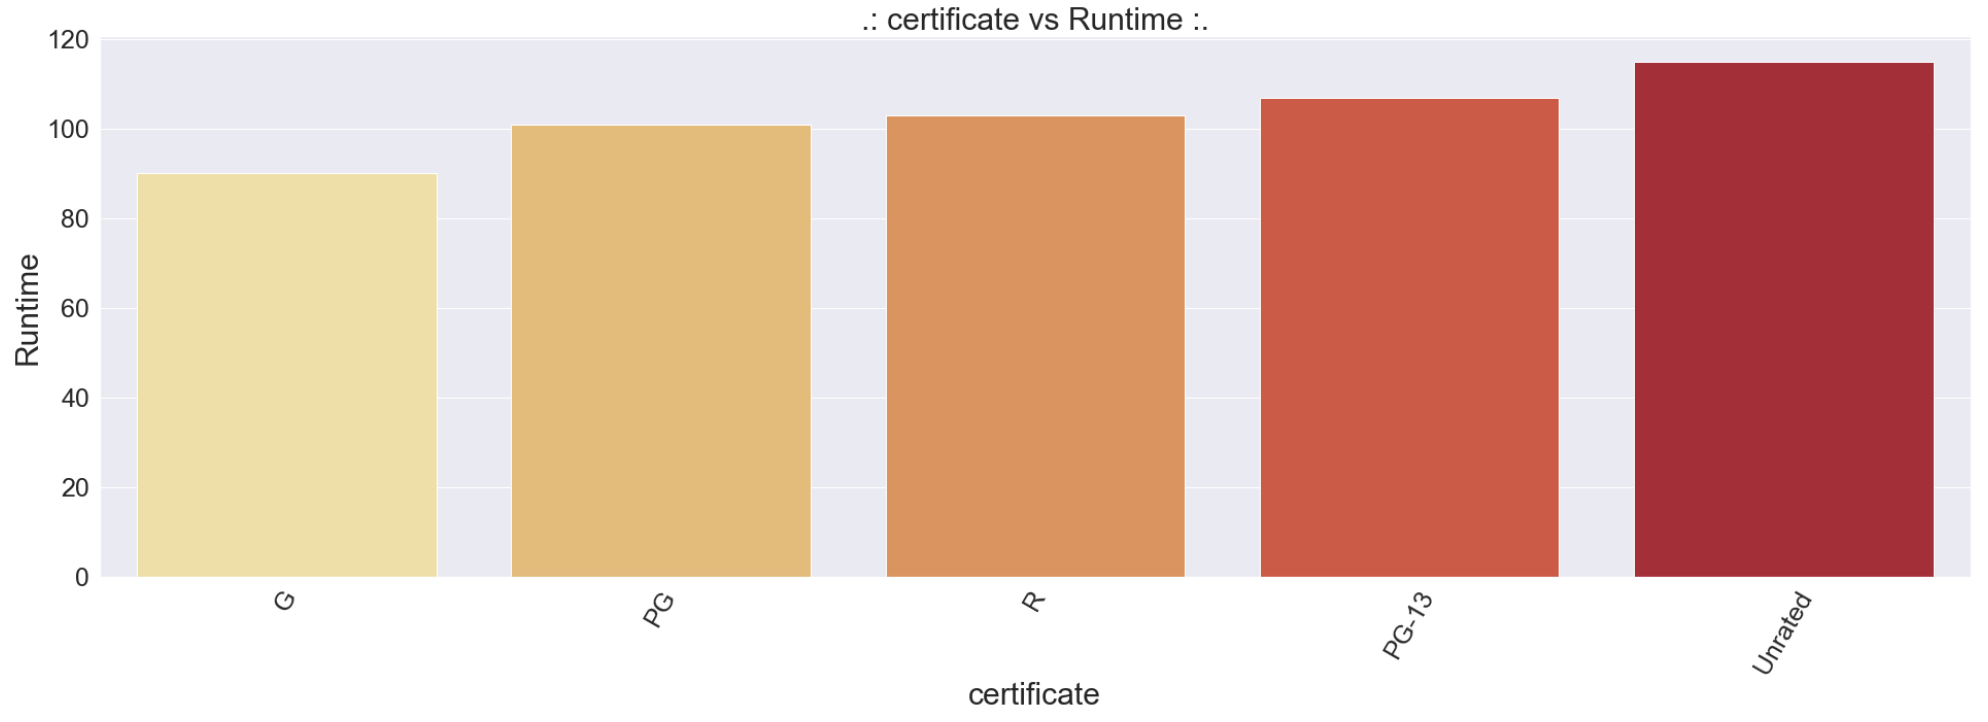 .: certificate vs Runtime :.
120
100
80
60
40
20
0
Runtime
G
PG
R
PG-13
Unrated
certificate